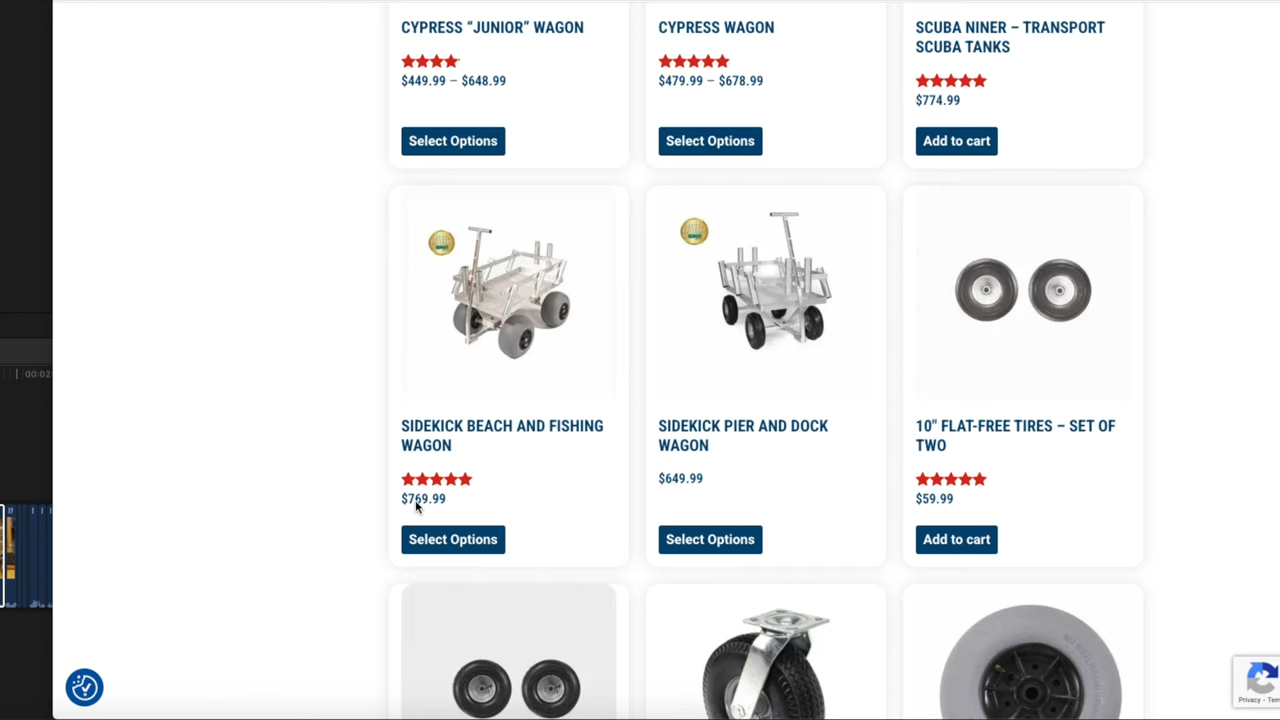 CYPRESS “JUNIOR” WAGON
$449.99 – $648.99
Select Options
CYPRESS WAGON
$479.99 – $678.99
Select Options
SCUBA NINER – TRANSPORT
SCUBA TANKS
$774.99
Add to cart
SIDEKICK BEACH AND FISHING
WAGON
$769.99
Select Options
SIDEKICK PIER AND DOCK
WAGON
$649.99
Select Options
10" FLAT-FREE TIRES – SET OF
TWO
$59.99
Add to cart
00:02
Privacy - Ter